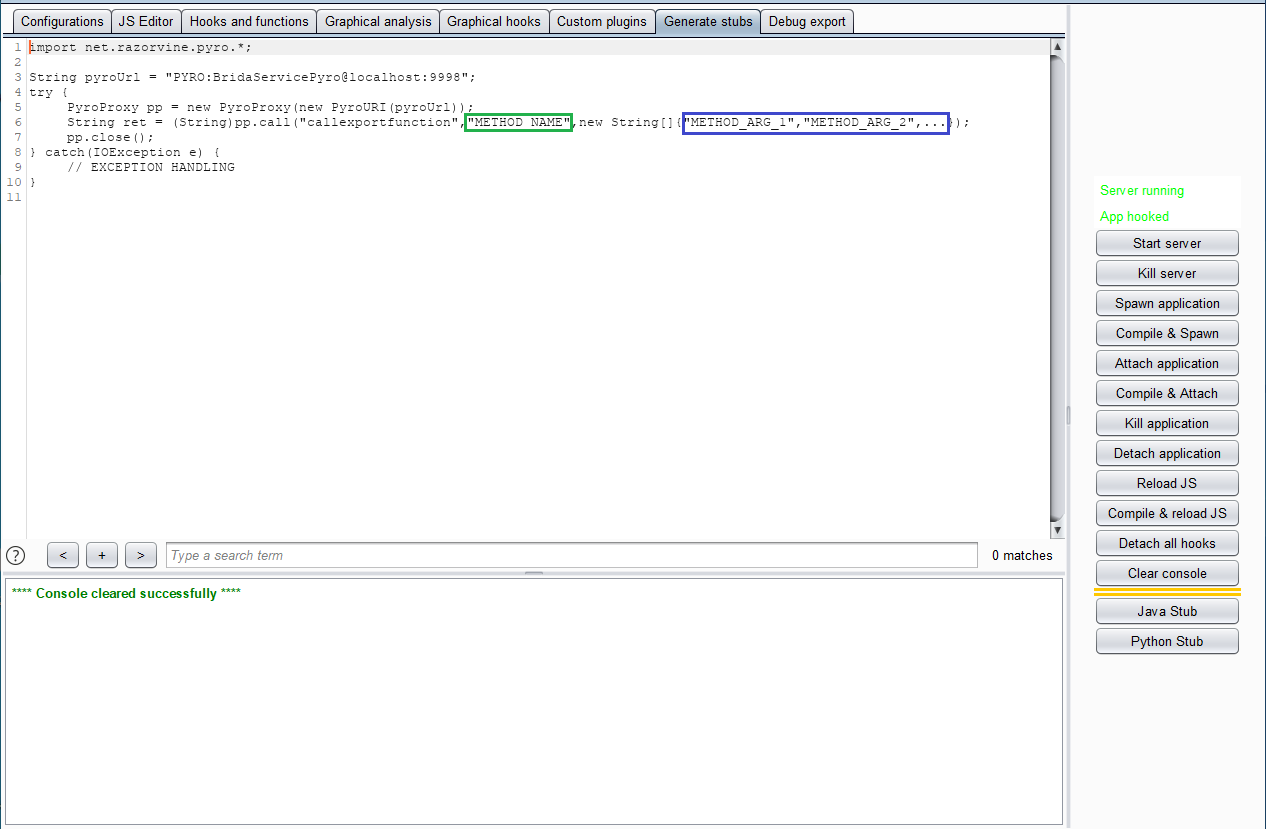 Configurations JS Editor Hooks and functions Graphical analysis Graphical hooks Custom plugins Generate stubs Debug export
1 import net.razorvine.pyro.*;
2
3 String pyroUrl = "PYRO:BridaServicePyro@localhost:9998";
4 try {
5 PyroProxy pp = new PyroProxy(new PyroURI(pyroUrl));
6 String ret = (String)pp.call("callexportfunction","METHOD_NAME",new String[]{"METHOD_ARG_1","METHOD_ARG_2",...});
7 pp.close();
8 } catch(IOException e) {
9 // EXCEPTION HANDLING
10 }
11
? < + > Type a search term 0 matches
**** Console cleared successfully ****
Server running
App hooked
Start server
Kill server
Spawn application
Compile & Spawn
Attach application
Compile & Attach
Kill application
Detach application
Reload JS
Compile & reload JS
Detach all hooks
Clear console
Java Stub
Python Stub